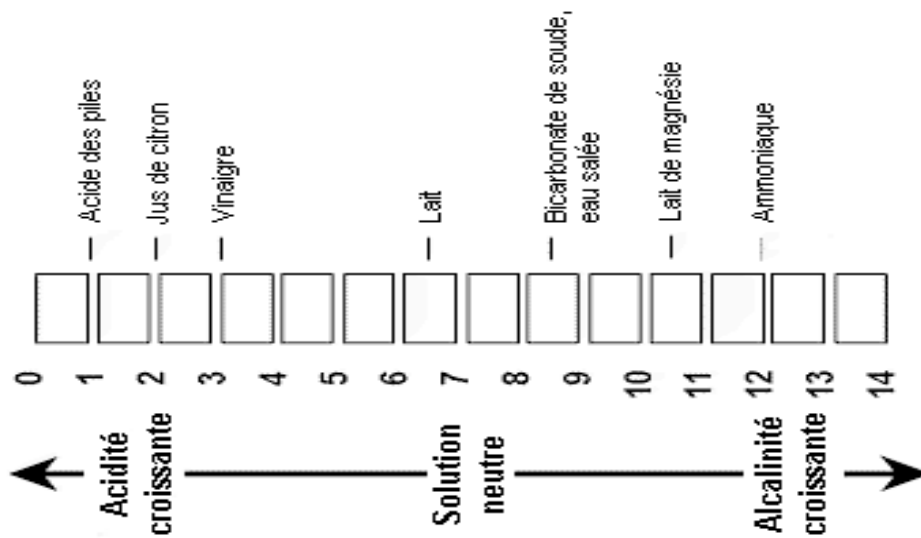 Acide des piles
Jus de citron
Vinaigre
Lait
Bicarbonate de soude,
eau salée
Lait de magnésie
Ammoniaque
0
1
2
3
4
5
6
7
8
9
10
11
12
13
14
Acidité
croissante
Solution
neutre
Alcalinité
croissante